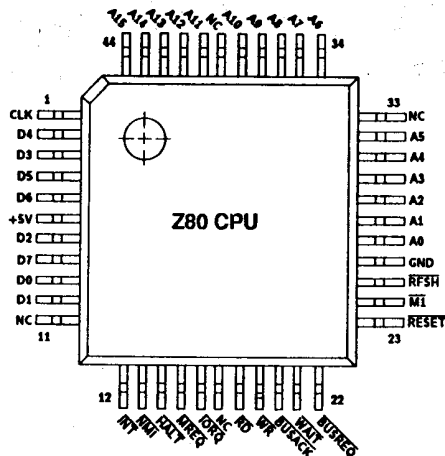 A15 A14 A13 A12 A11 NC A10 A9 A8 A7 A6
44 34
1 33
CLK NC
D4 A5
D3 A4
D5 A3
D6 A2
+5V A1
D2 A0
D7 GND
D0 RFSH
D1 M1
NC RESET
11 23
Z80 CPU
12 22
INT NMI HALT MREQ IORQ NC RD WR BUSACK WAIT BUSREQ